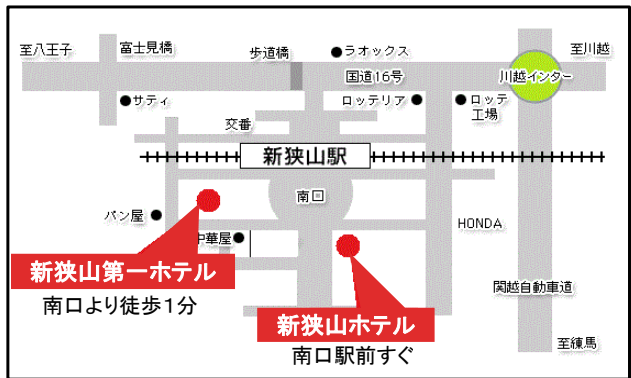 至八王子
富士見橋
歩道橋
●ラオックス
至川越
国道16号
川越インター
●サティ
ロッテリア●
●ロッテ
工場
交番
新狭山駅
南口
パン屋●
中華屋●
HONDA
新狭山第一ホテル
南口より徒歩1分
関越自動車道
新狭山ホテル
南口駅前すぐ
至練馬